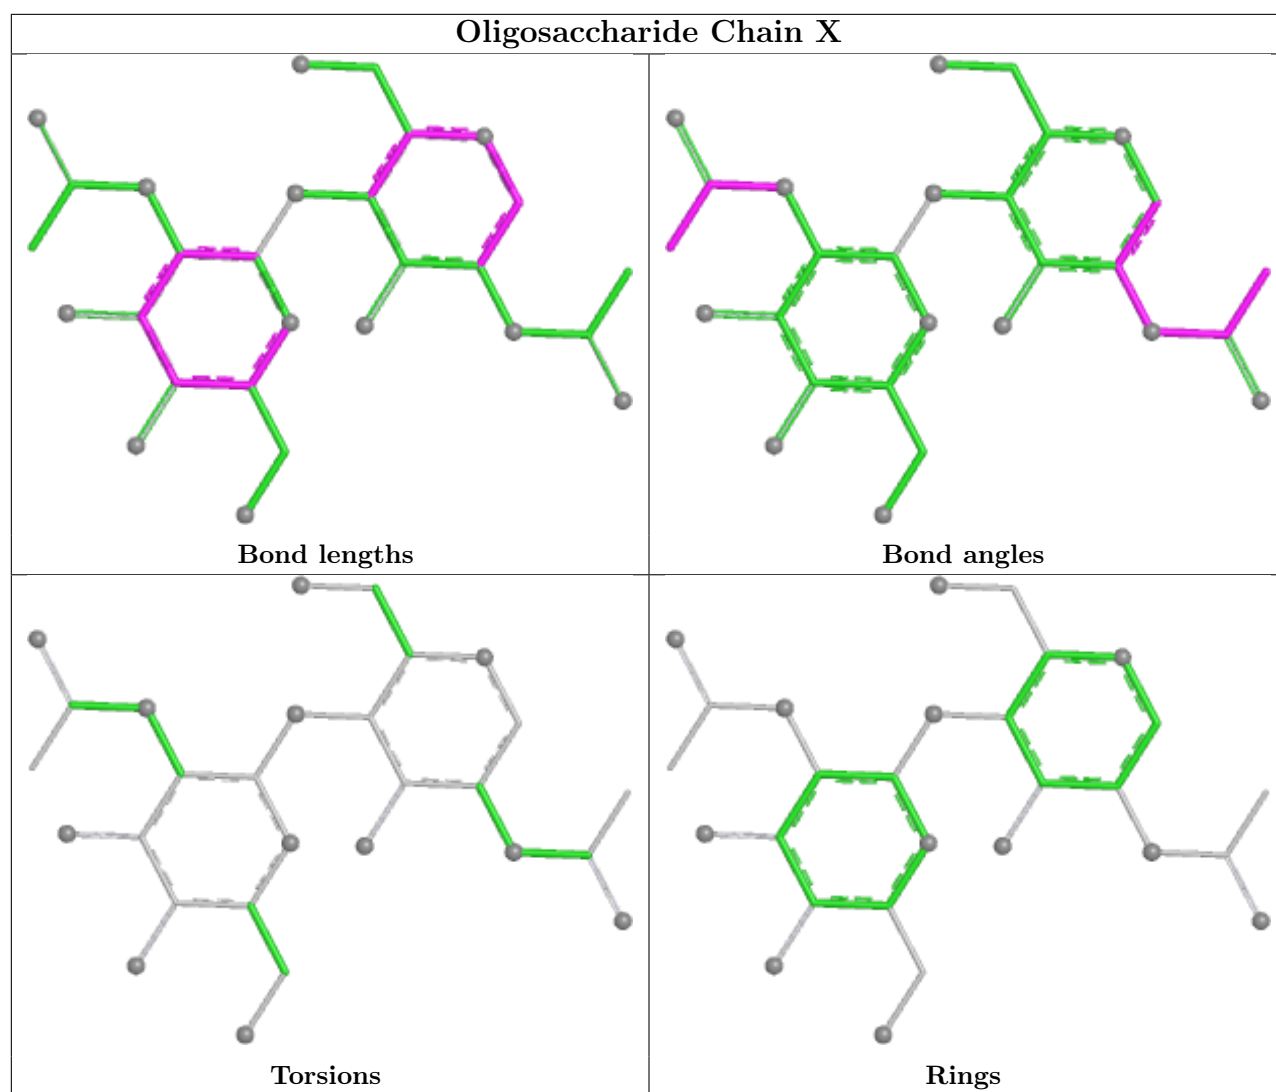 Oligosaccharide Chain X
Bond lengths
Bond angles
Torsions
Rings